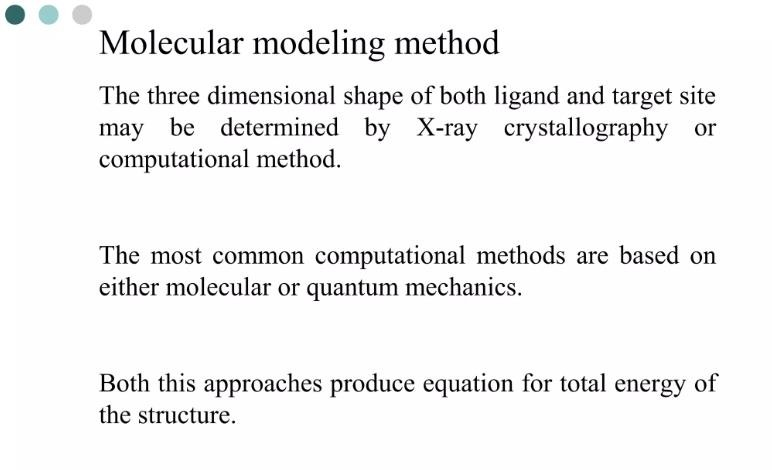 Molecular modeling method
The three dimensional shape of both ligand and target site
may be determined by X-ray crystallography or
computational method.
The most common computational methods are based on
either molecular or quantum mechanics.
Both this approaches produce equation for total energy of
the structure.